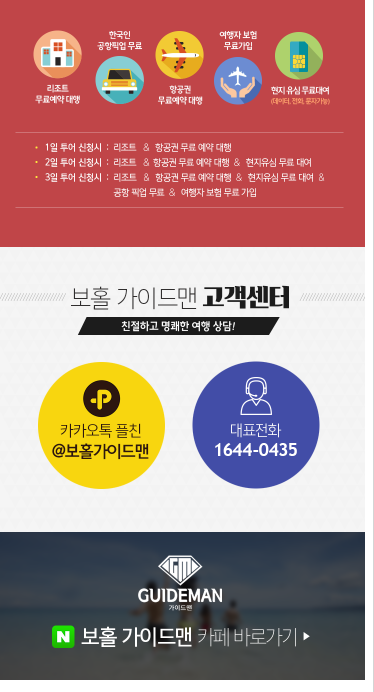 리조트
무료예약 대행
한국인
공항픽업 무료
항공권
무료예약 대행
여행자 보험
무료가입
현지 유심 무료대여
(데이터, 전화, 문자가능)
• 1일 투어 신청시 : 리조트 & 항공권 무료 예약 대행
• 2일 투어 신청시 : 리조트 & 항공권 무료 예약 대행 & 현지유심 무료 대여
• 3일 투어 신청시 : 리조트 & 항공권 무료 예약 대행 & 현지유심 무료 대여 &
공항 픽업 무료 & 여행자 보험 무료 가입
보홀 가이드맨 고객센터
친절하고 명쾌한 여행 상담!
P
카카오톡 플친
@보홀가이드맨
대표전화
1644-0435
GM
GUIDEMAN
가이드맨
N 보홀 가이드맨 카페 바로가기